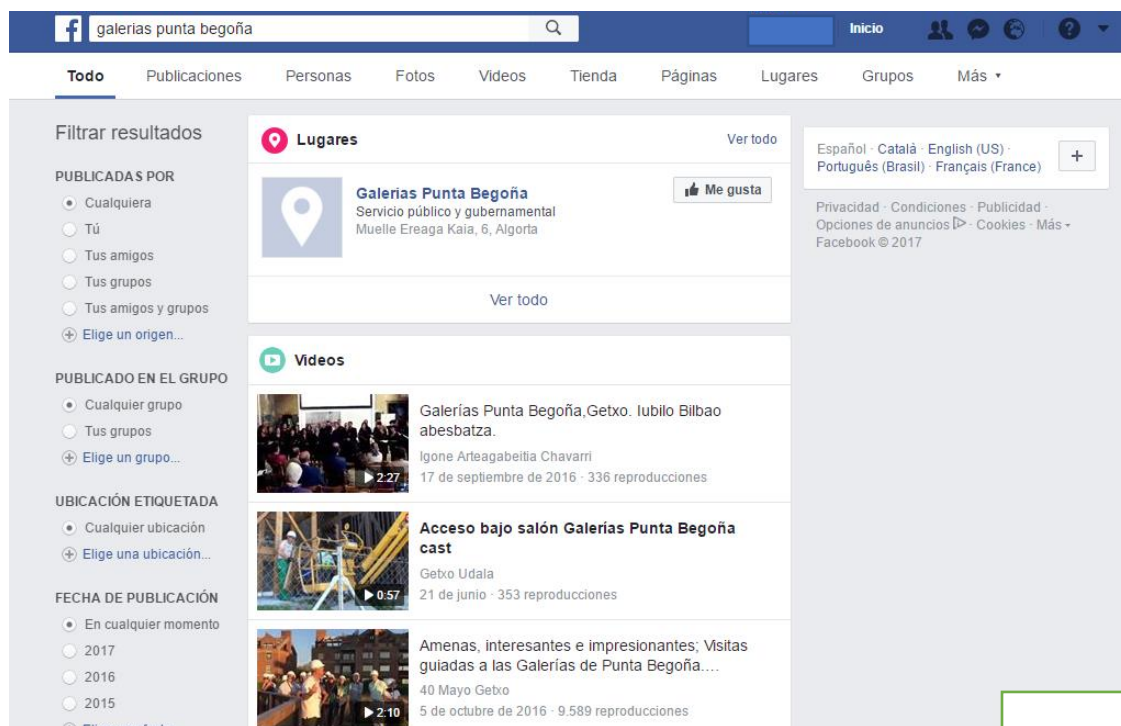 galerias punta begoña
Inicio
Todo Publicaciones Personas Fotos Videos Tienda Páginas Lugares Grupos Más
Filtrar resultados
PUBLICADAS POR
Cualquiera
Tú
Tus amigos
Tus grupos
Tus amigos y grupos
Elige un origen...
PUBLICADO EN EL GRUPO
Cualquier grupo
Tus grupos
Elige un grupo...
UBICACIÓN ETIQUETADA
Cualquier ubicación
Elige una ubicación...
FECHA DE PUBLICACIÓN
En cualquier momento
2017
2016
2015
Lugares
Ver todo
Galerias Punta Begoña
Servicio público y gubernamental
Muelle Ereaga Kaia, 6, Algorta
Me gusta
Ver todo
Videos
2:27
Galerías Punta Begoña,Getxo. Iubilo Bilbao
abesbatza.
Igone Arteagabeitia Chavarri
17 de septiembre de 2016 · 336 reproducciones
0:57
Acceso bajo salón Galerías Punta Begoña
cast
Getxo Udala
21 de junio · 353 reproducciones
2:10
Amenas, interesantes e impresionantes; Visitas
guiadas a las Galerías de Punta Begoña....
40 Mayo Getxo
5 de octubre de 2016 · 9.589 reproducciones
Español · Català · English (US) ·
Português (Brasil) · Français (France)
Privacidad · Condiciones · Publicidad ·
Opciones de anuncios · Cookies · Más
Facebook © 2017